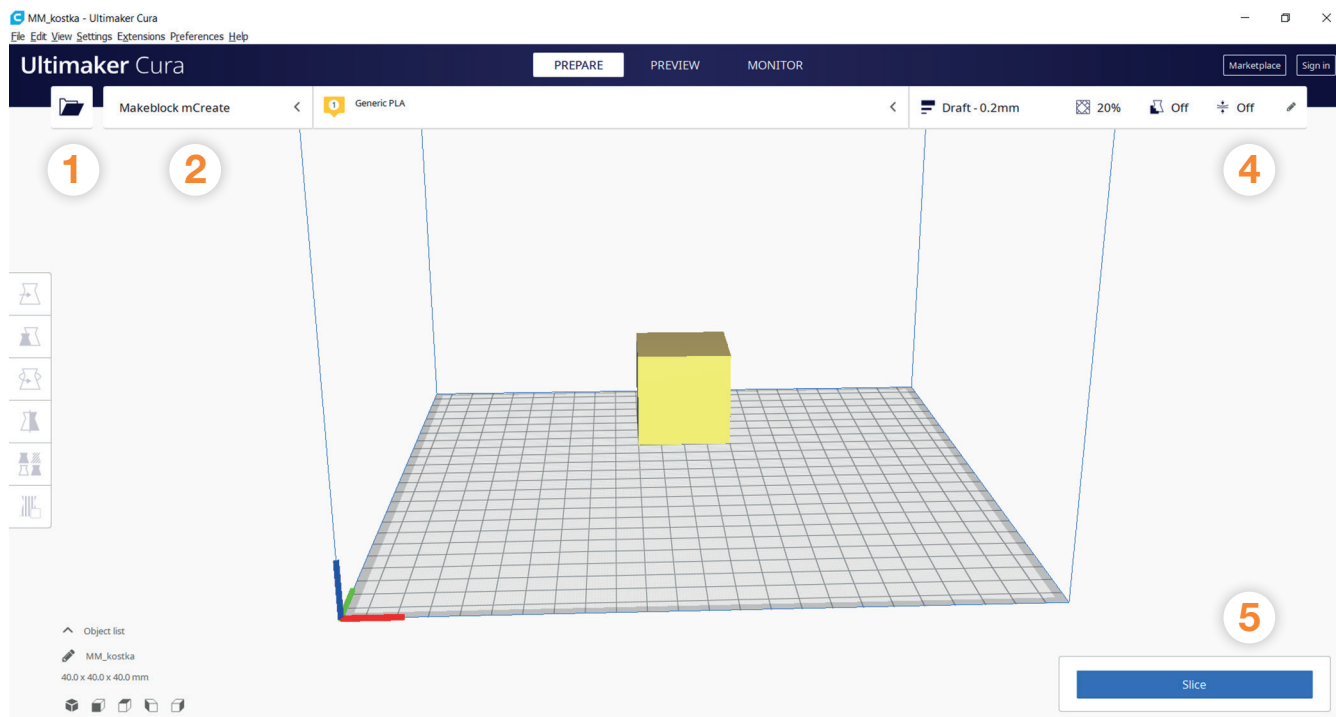 MM_kostka - Ultimaker Cura
File Edit View Settings Extensions Preferences Help
Ultimaker Cura
PREPARE
PREVIEW
MONITOR
Marketplace
Sign in
Makeblock mCreate
1
Generic PLA
Draft - 0.2mm
20%
Off
Off
1
2
4
5
Object list
MM_kostka
40.0 x 40.0 x 40.0 mm
Slice